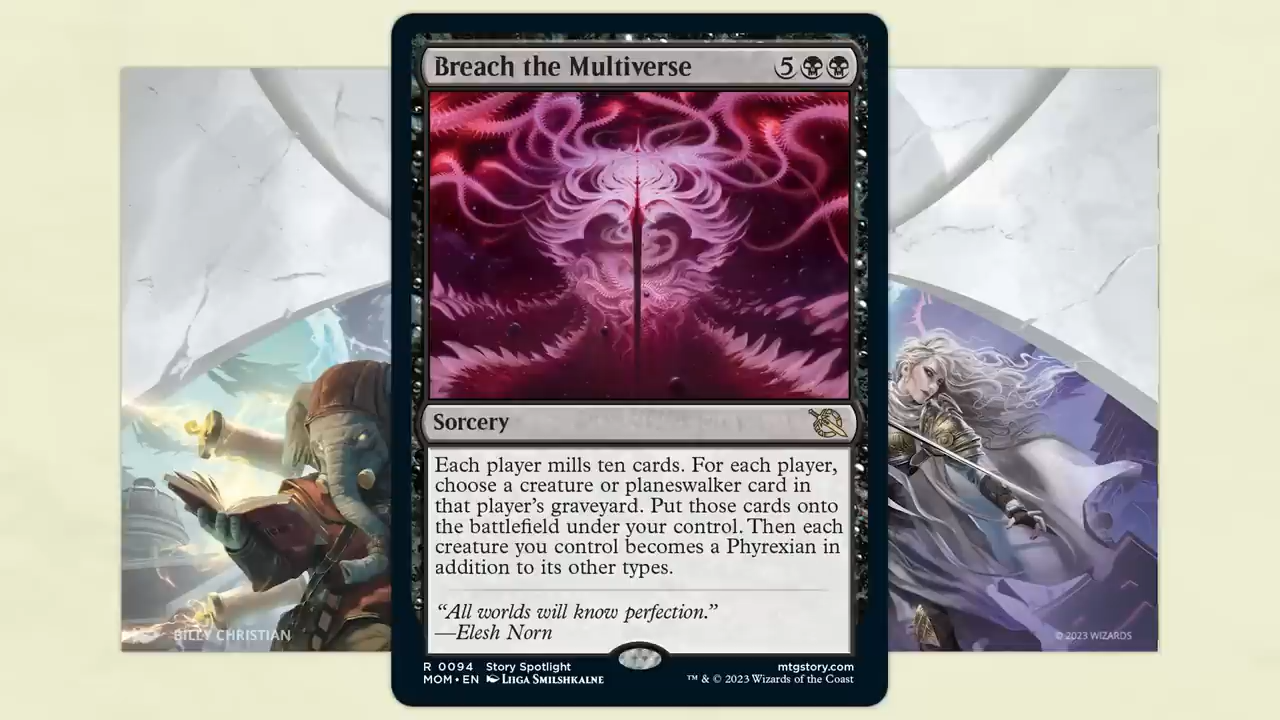 Breach the Multiverse 5
Sorcery
Each player mills ten cards. For each player,
choose a creature or planeswalker card in
that player's graveyard. Put those cards onto
the battlefield under your control. Then each
creature you control becomes a Phyrexian in
addition to its other types.
“All worlds will know perfection.”
—Elesh Norn
R 0094 Story Spotlight
MOM • EN Liiga Smilshkalne
mtgstory.com
™ & © 2023 Wizards of the Coast
BILLY CHRISTIAN
© 2023 WIZARDS